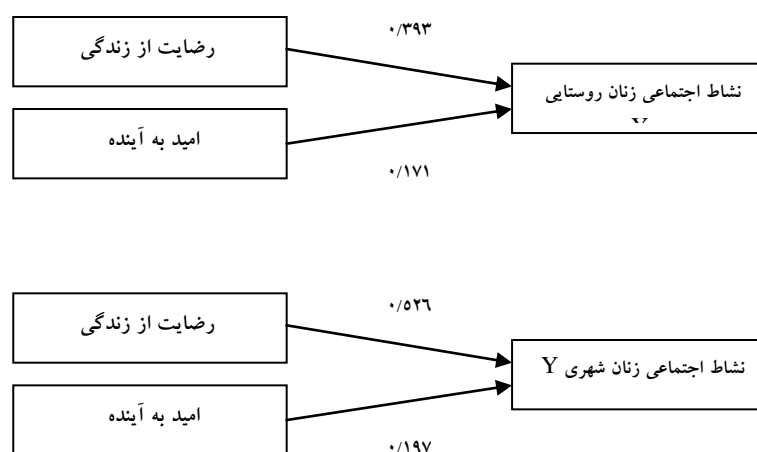 ۰/۳۹۳
رضایت از زندگی
نشاط اجتماعی زنان روستایی
امید به آینده
۰/۱۷۱
۰/۵۲۶
رضایت از زندگی
نشاط اجتماعی زنان شهری Y
امید به آینده
۰/۱۹۷